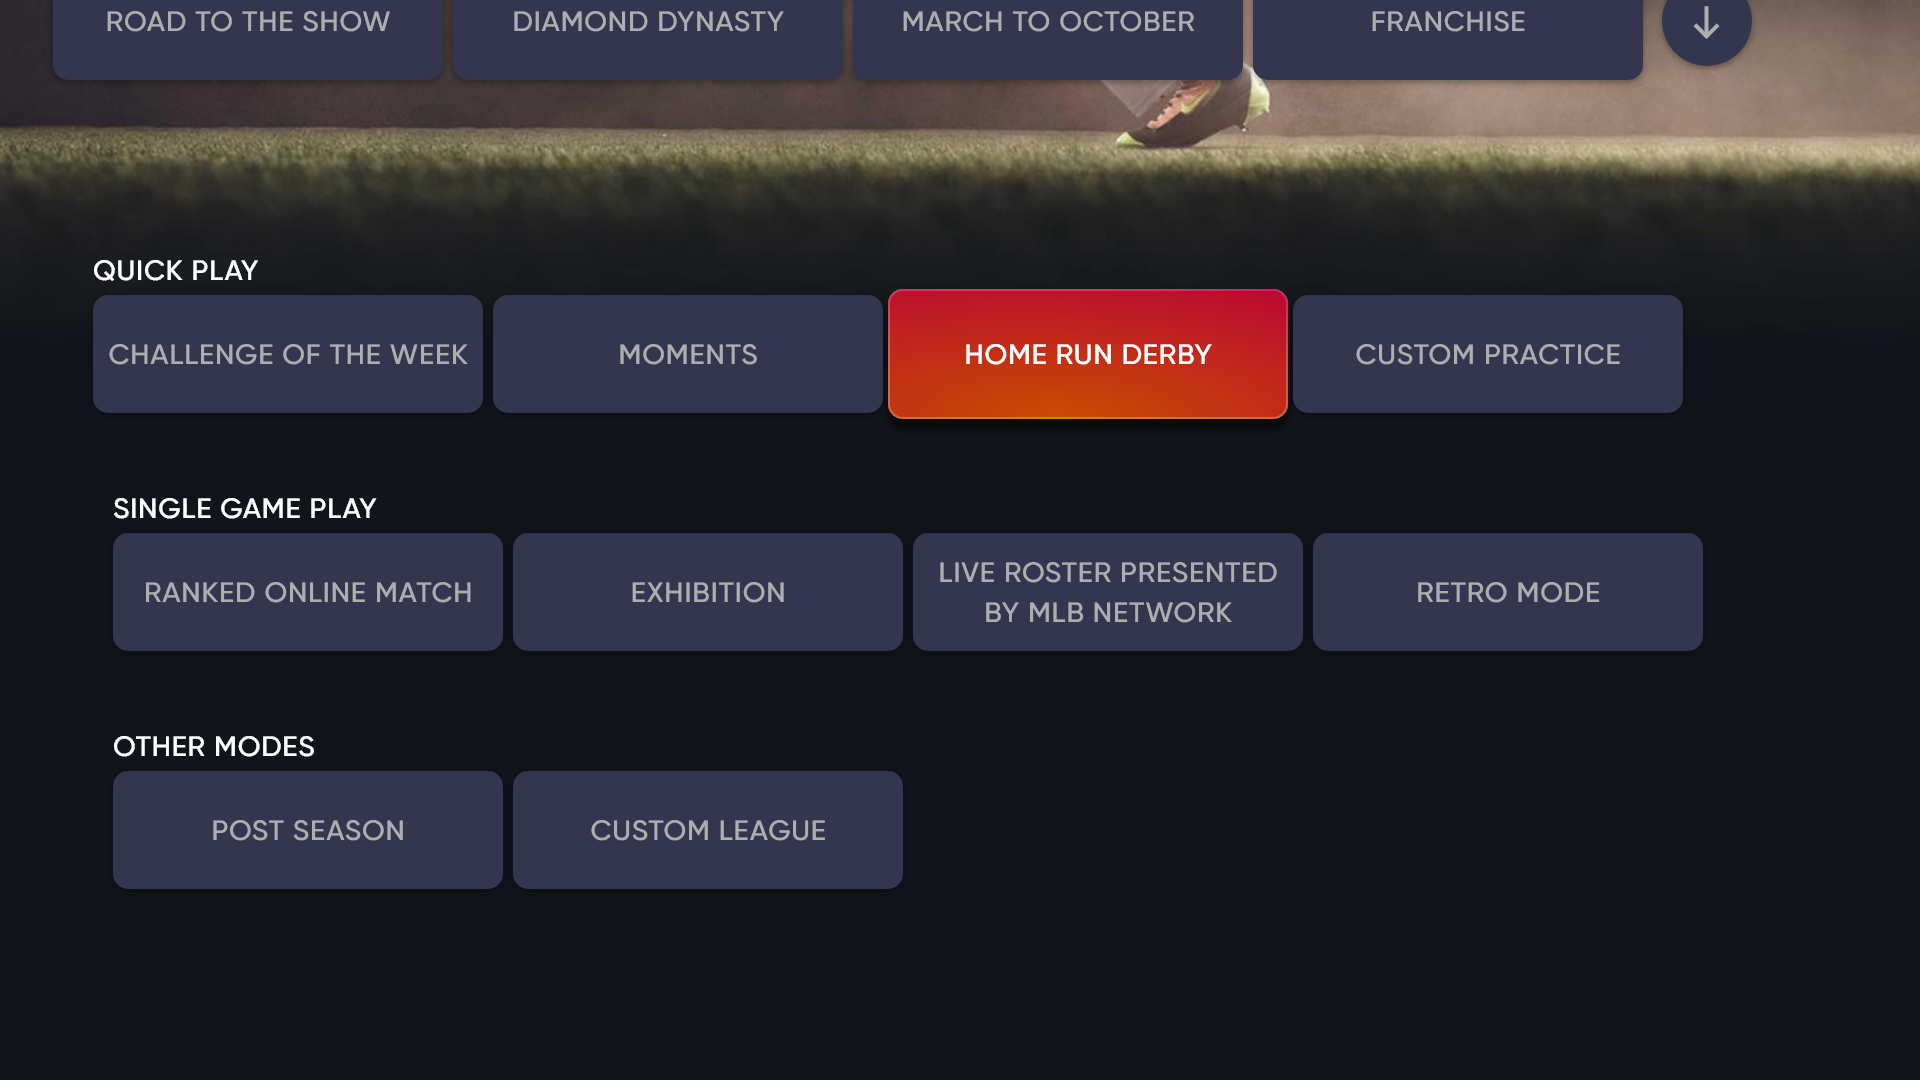 ROAD TO THE SHOW
DIAMOND DYNASTY
MARCH TO OCTOBER
FRANCHISE
QUICK PLAY
CHALLENGE OF THE WEEK
MOMENTS
HOME RUN DERBY
CUSTOM PRACTICE
SINGLE GAME PLAY
RANKED ONLINE MATCH
EXHIBITION
LIVE ROSTER PRESENTED
BY MLB NETWORK
RETRO MODE
OTHER MODES
POST SEASON
CUSTOM LEAGUE